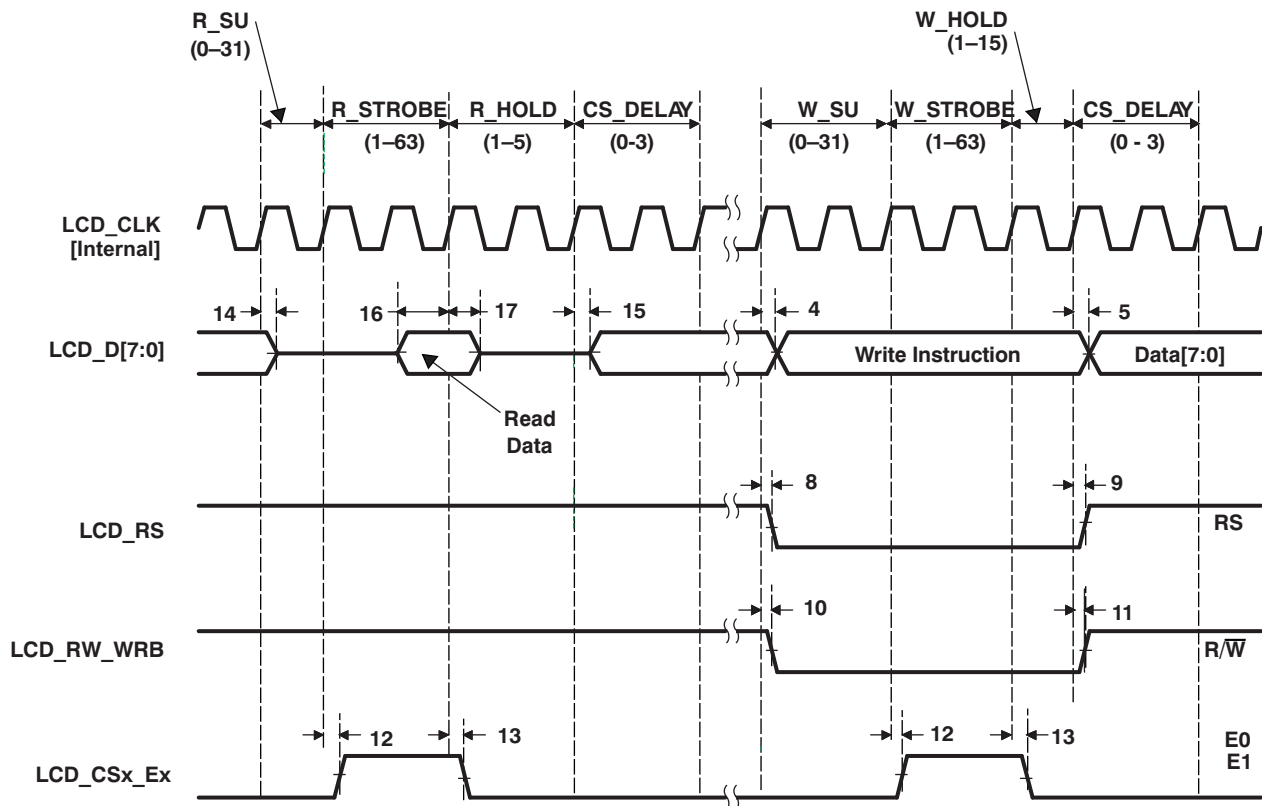 R_SU
(0–31)
W_HOLD
(1–15)
R_STROBE
(1–63)
R_HOLD
(1–5)
CS_DELAY
(0-3)
W_SU
(0–31)
W_STROBE
(1–63)
CS_DELAY
(0 - 3)
LCD_CLK
[Internal]
14
16
17
15
4
5
LCD_D[7:0]
Write Instruction
Data[7:0]
Read
Data
8
9
LCD_RS
RS
10
11
LCD_RW_WRB
R/W̅
12
13
12
13
LCD_CSx_Ex
E0
E1